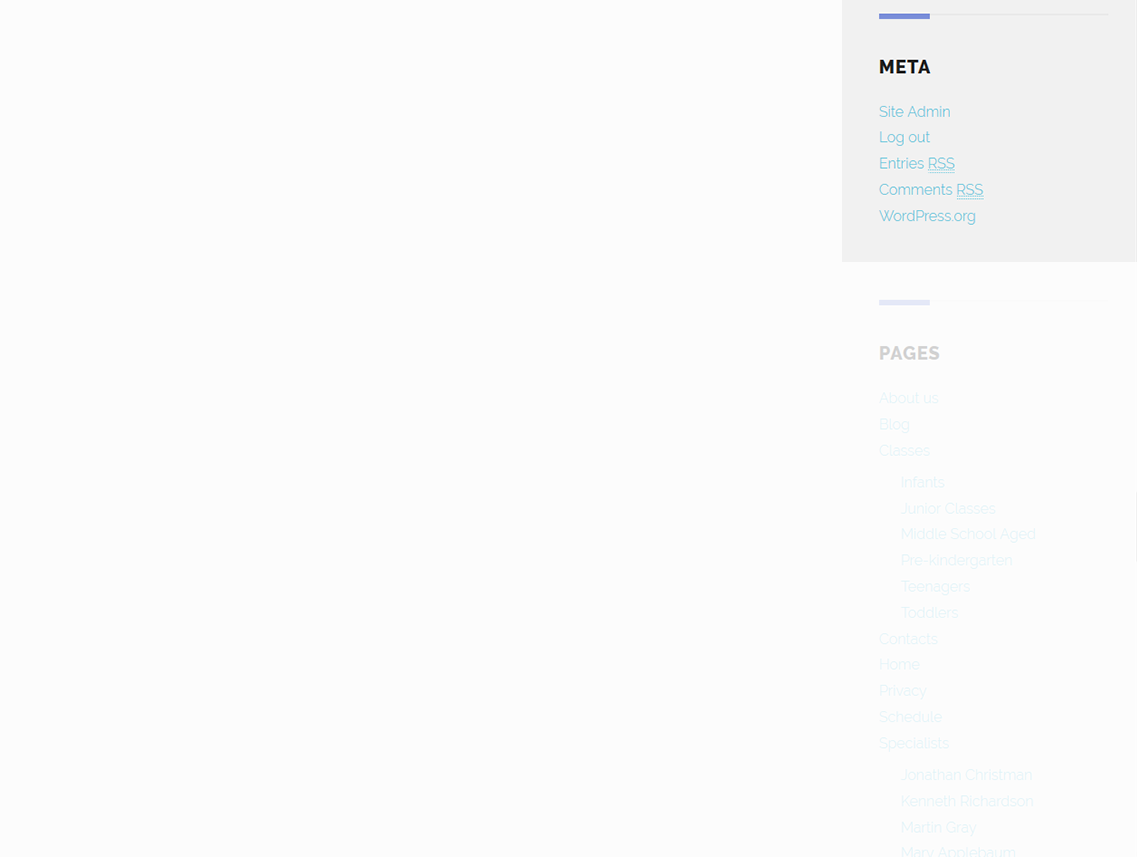 META
Site Admin
Log out
Entries RSS
Comments RSS
WordPress.org
PAGES
About us
Blog
Classes
Infants
Junior Classes
Middle School Aged
Pre-kindergarten
Teenagers
Toddlers
Contacts
Home
Privacy
Schedule
Specialists
Jonathan Christman
Kenneth Richardson
Martin Gray
Mary Applebaum